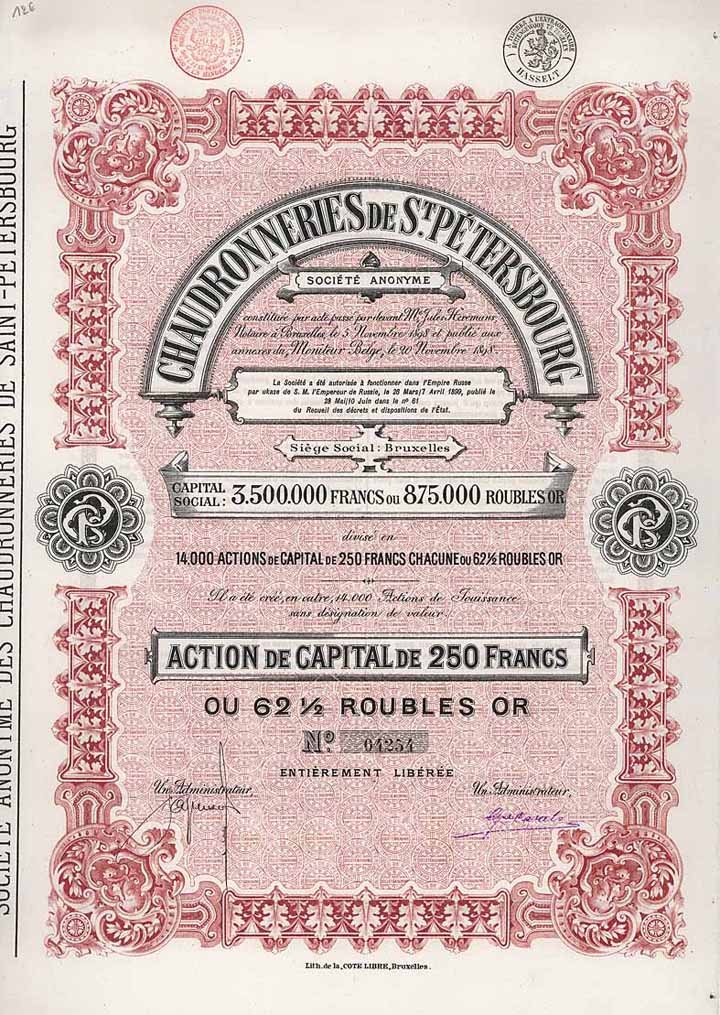 126
A TIMBRE A L'EXTRAORDINAIRE
HASSELT
SOCIÉTÉ ANONYME DES CHAUDRONNERIES DE SAINT-PÉTERSBOURG
CHAUDRONNERIES DE S.T PÉTERSBOURG
SOCIÉTÉ ANONYME
constituée par acte passé par devant Me Jules Heremans,
Notaire à Bruxelles, le 5 Novembre 1898 et publié aux
annexes du Moniteur Belge, le 20 Novembre 1898.
La Société a été autorisée à fonctionner dans l'Empire Russe
par ukase de S. M. l'Empereur de Russie, le 26 Mars/7 Avril 1899, publié le
28 Mai/10 Juin dans le no 61
du Recueil des décrets et dispositions de l'État.
Siège Social: Bruxelles
CAPITAL SOCIAL: 3.500.000 FRANCS OU 875.000 ROUBLES OR
divisé en
14.000 ACTIONS DE CAPITAL DE 250 FRANCS CHACUNE OU 62½ ROUBLES OR
Il a été créé, en outre, 14.000 Actions de Jouissance
sans désignation de valeur.
ACTION DE CAPITAL DE 250 FRANCS
OU 62 ½ ROUBLES OR
No. 04254
ENTIÈREMENT LIBÉRÉE
Un Administrateur, Un Administrateur,
Lith. de la "COTE LIBRE", Bruxelles.